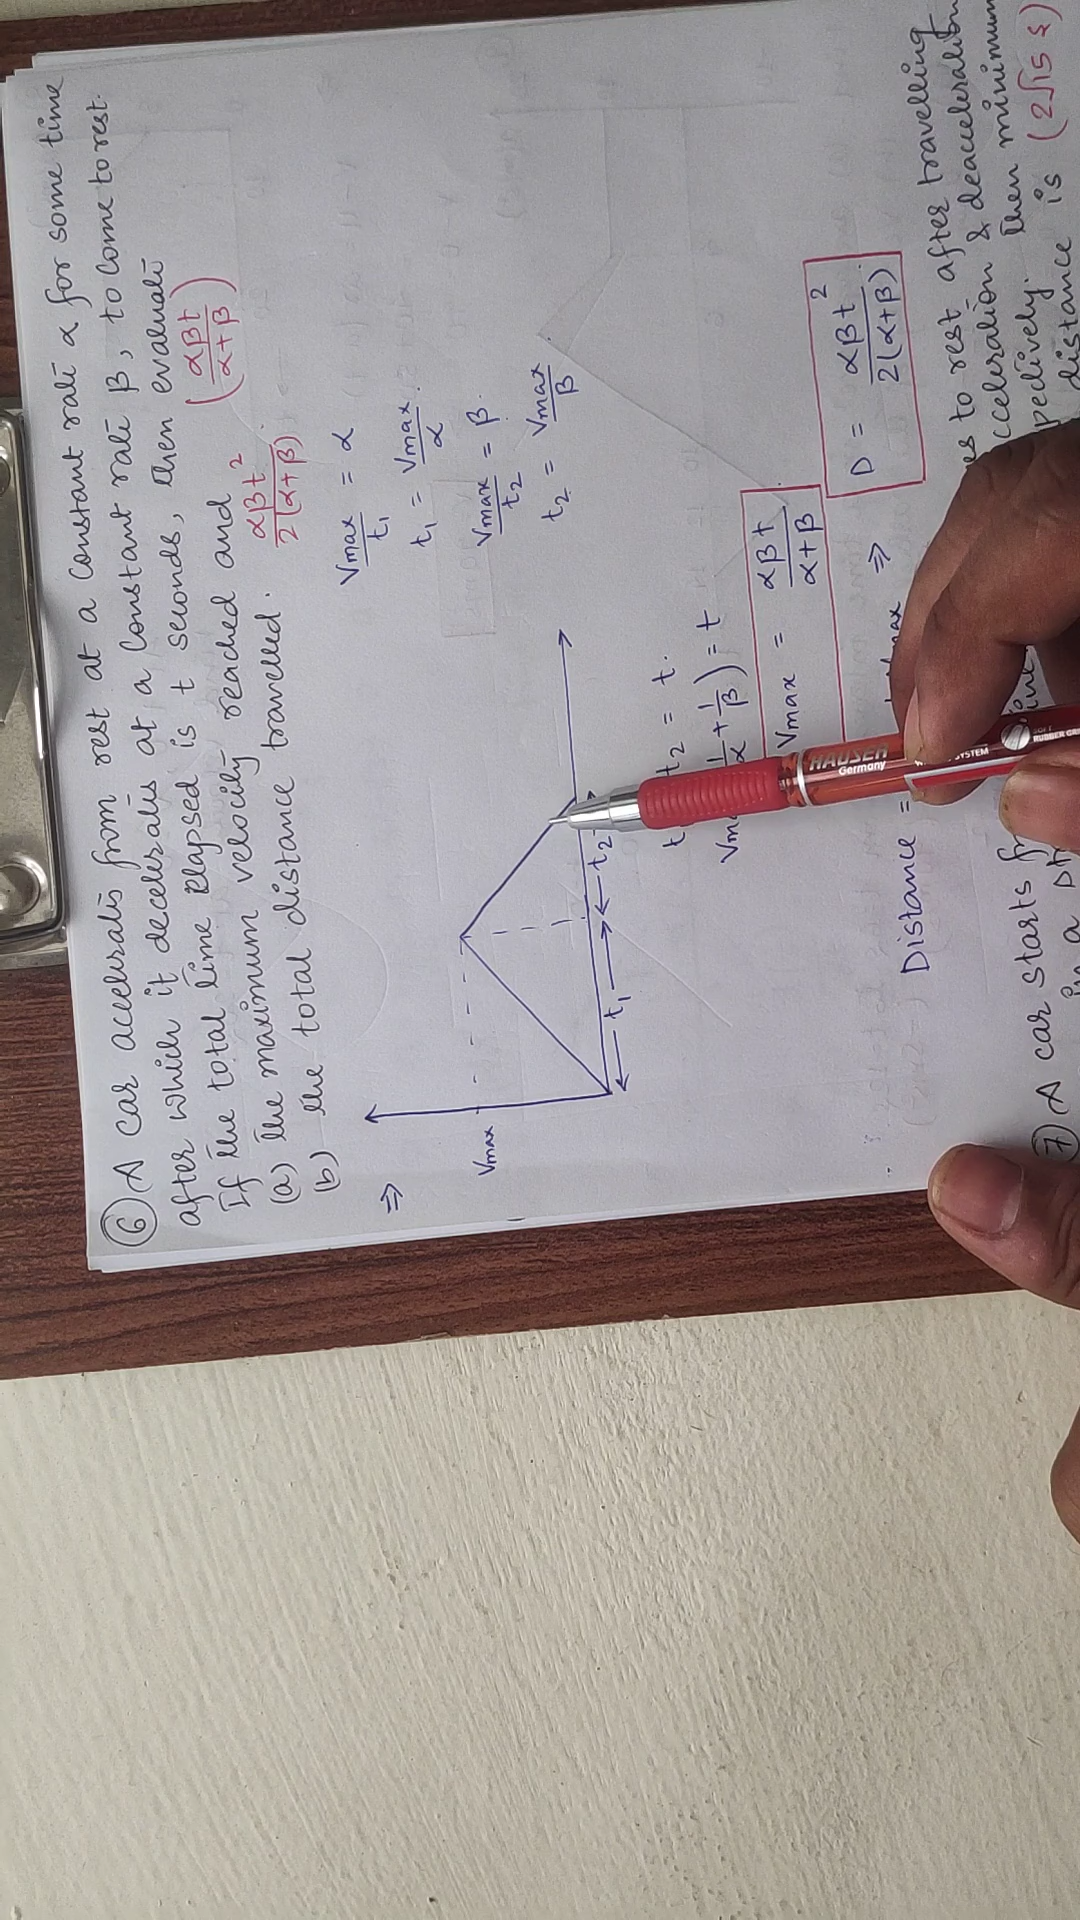 ⑥ A car accelerates from rest at a constant rate α for some time
after which it decelerates at a constant rate β, to come to rest.
If the total time elapsed is t seconds, then evaluate
(a) the maximum velocity reached and (αβt/α+β)
(b) the total distance travelled. αβt²/2(α+β).
⇒
Vmax
t₁
t₂
Vmax/t₁ = α
t₁ = Vmax/α.
Vmax/t₂ = β.
t₂ = Vmax/β
t₂ = t.
+ 1/β) = t
Vmax = αβt/α+β
Distance =
⇒ D = αβt²/2(α+β)
⑦ A car starts
to rest after travelling
in a
& deacceleration
then minimum
distance is (2√15 s)
HAUSER
Germany
SYSTEM
SOFT